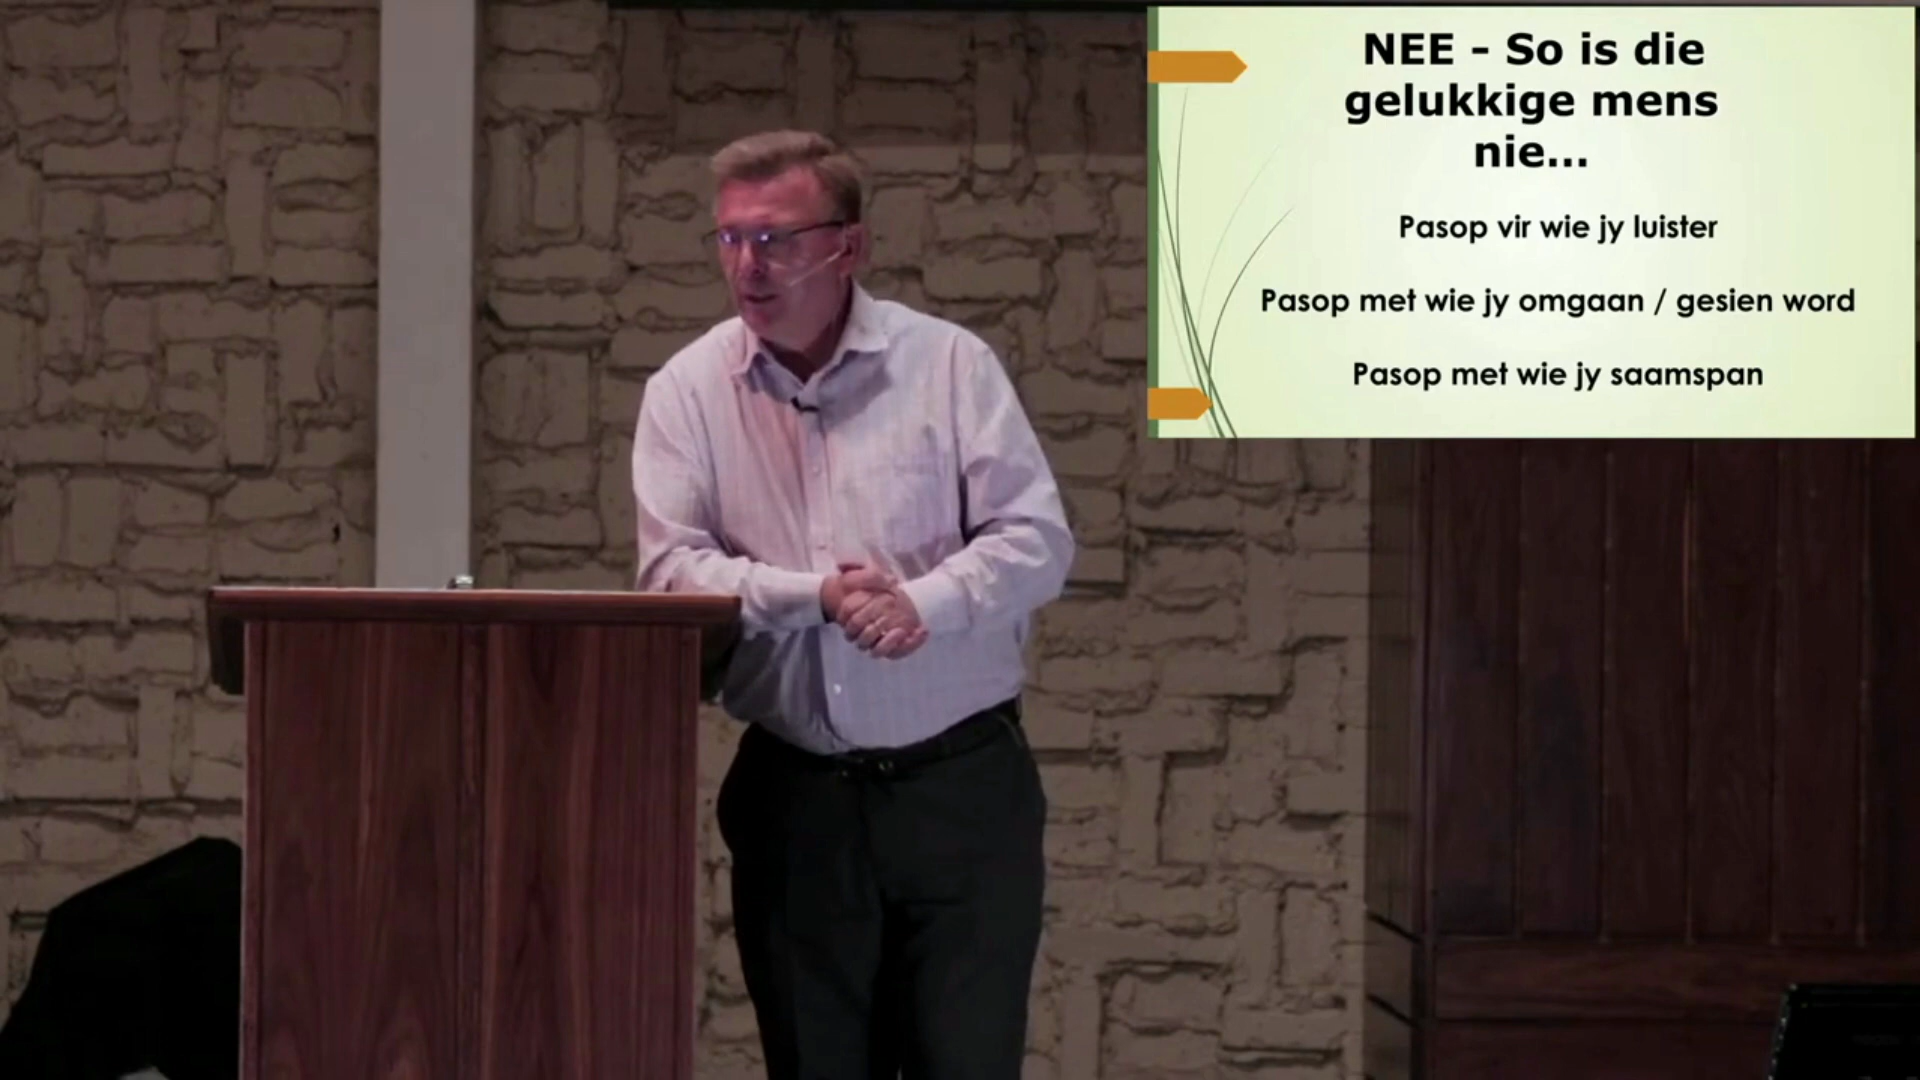 NEE - So is die
gelukkige mens
nie...
Pasop vir wie jy luister
Pasop met wie jy omgaan / gesien word
Pasop met wie jy saamspan